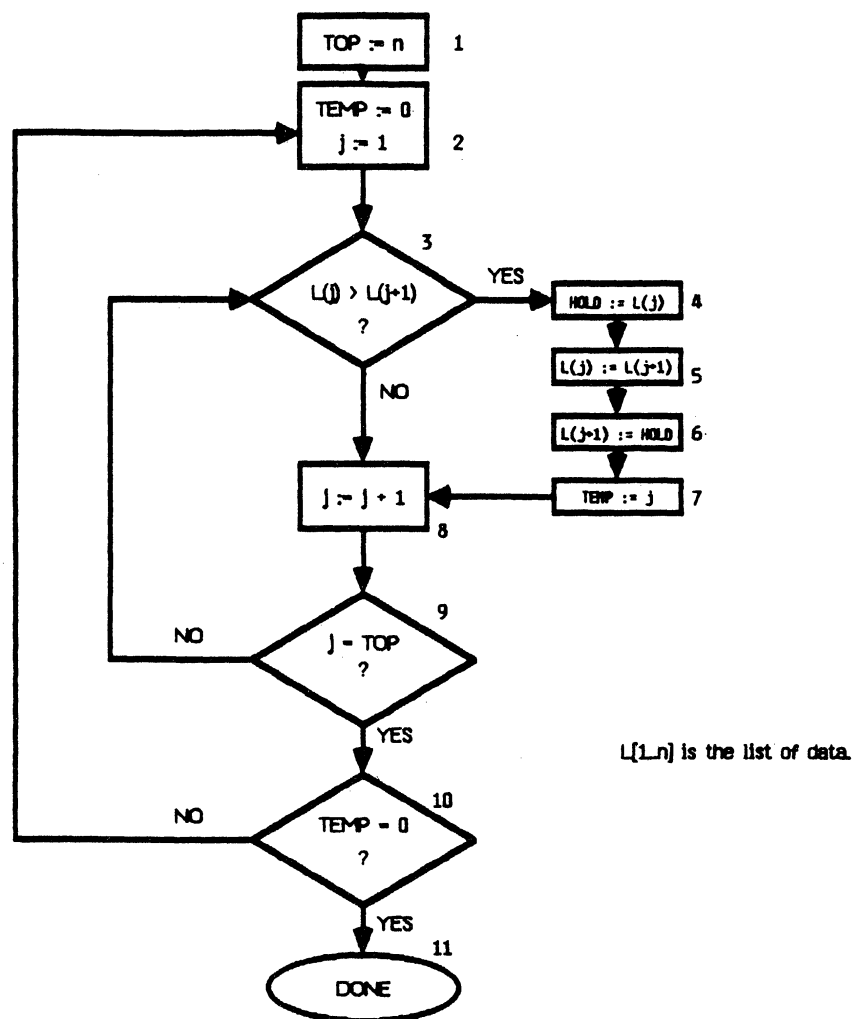 TOP := n
1
TEMP := 0
j := 1
2
3
L(j) > L(j+1)
?
YES
HOLD := L(j)
4
L(j) := L(j+1)
5
NO
L(j+1) := HOLD
6
j := j + 1
TEMP := j
7
8
9
NO
j = TOP
?
YES
L[1..n] is the list of data.
10
NO
TEMP = 0
?
YES
11
DONE